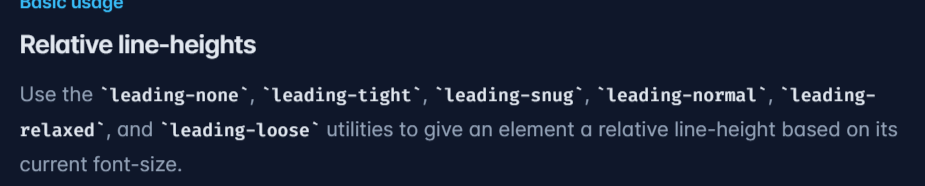 Basic usage
Relative line-heights
Use the `leading-none`, `leading-tight`, `leading-snug`, `leading-normal`, `leading-
relaxed`, and `leading-loose` utilities to give an element a relative line-height based on its
current font-size.